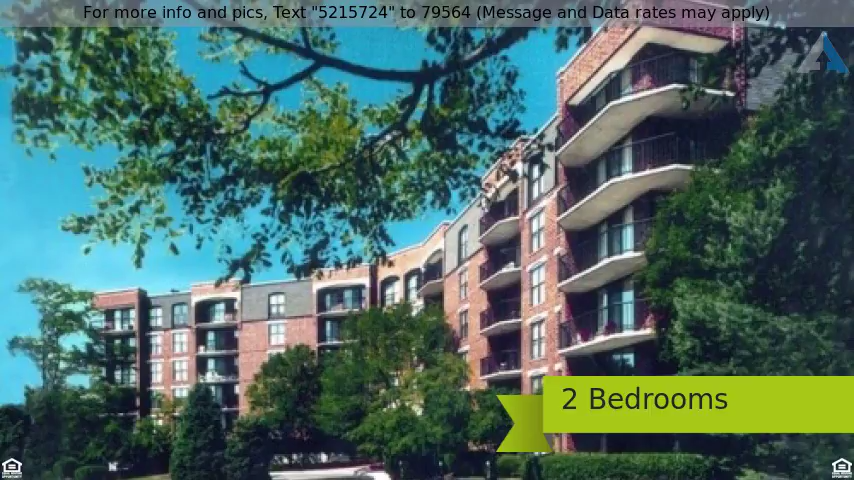 For more info and pics, Text "5215724" to 79564 (Message and Data rates may apply)
2 Bedrooms